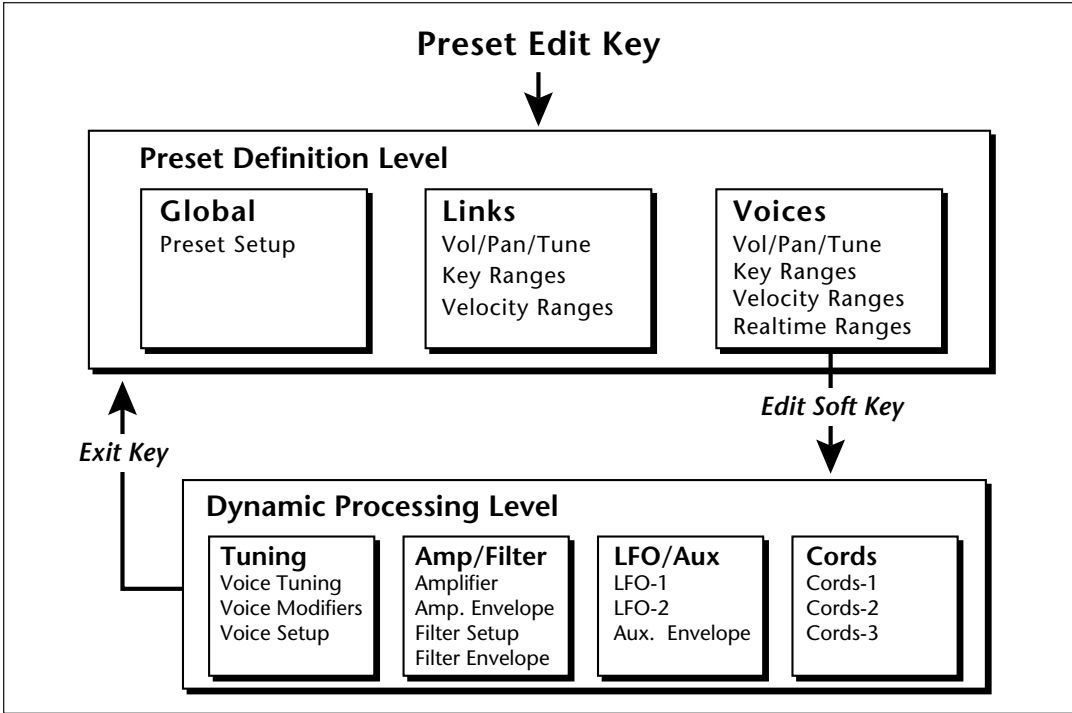 Preset Edit Key
Preset Definition Level
Global
Preset Setup
Links
Vol/Pan/Tune
Key Ranges
Velocity Ranges
Voices
Vol/Pan/Tune
Key Ranges
Velocity Ranges
Realtime Ranges
Edit Soft Key
Exit Key
Dynamic Processing Level
Tuning
Voice Tuning
Voice Modifiers
Voice Setup
Amp/Filter
Amplifier
Amp. Envelope
Filter Setup
Filter Envelope
LFO/Aux
LFO-1
LFO-2
Aux. Envelope
Cords
Cords-1
Cords-2
Cords-3